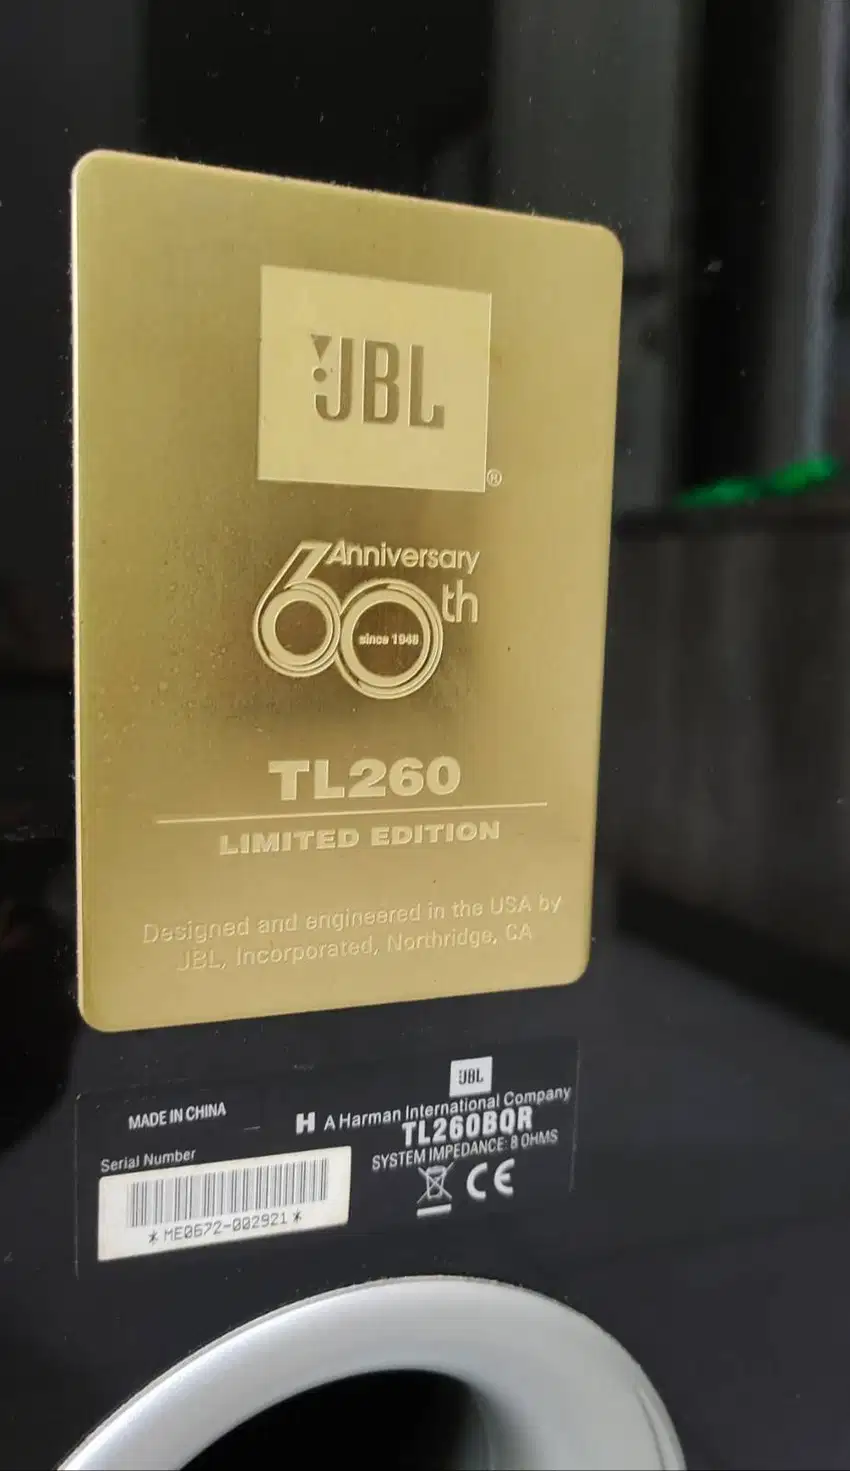 JBL
®
Anniversary
60th
since 1946
TL260
LIMITED EDITION
Designed and engineered in the USA by
JBL, Incorporated, Northridge, CA
JBL
MADE IN CHINA
H A Harman International Company
TL260BQR
SYSTEM IMPEDANCE: 8 OHMS
Serial Number
*ME0672-002921*
CE